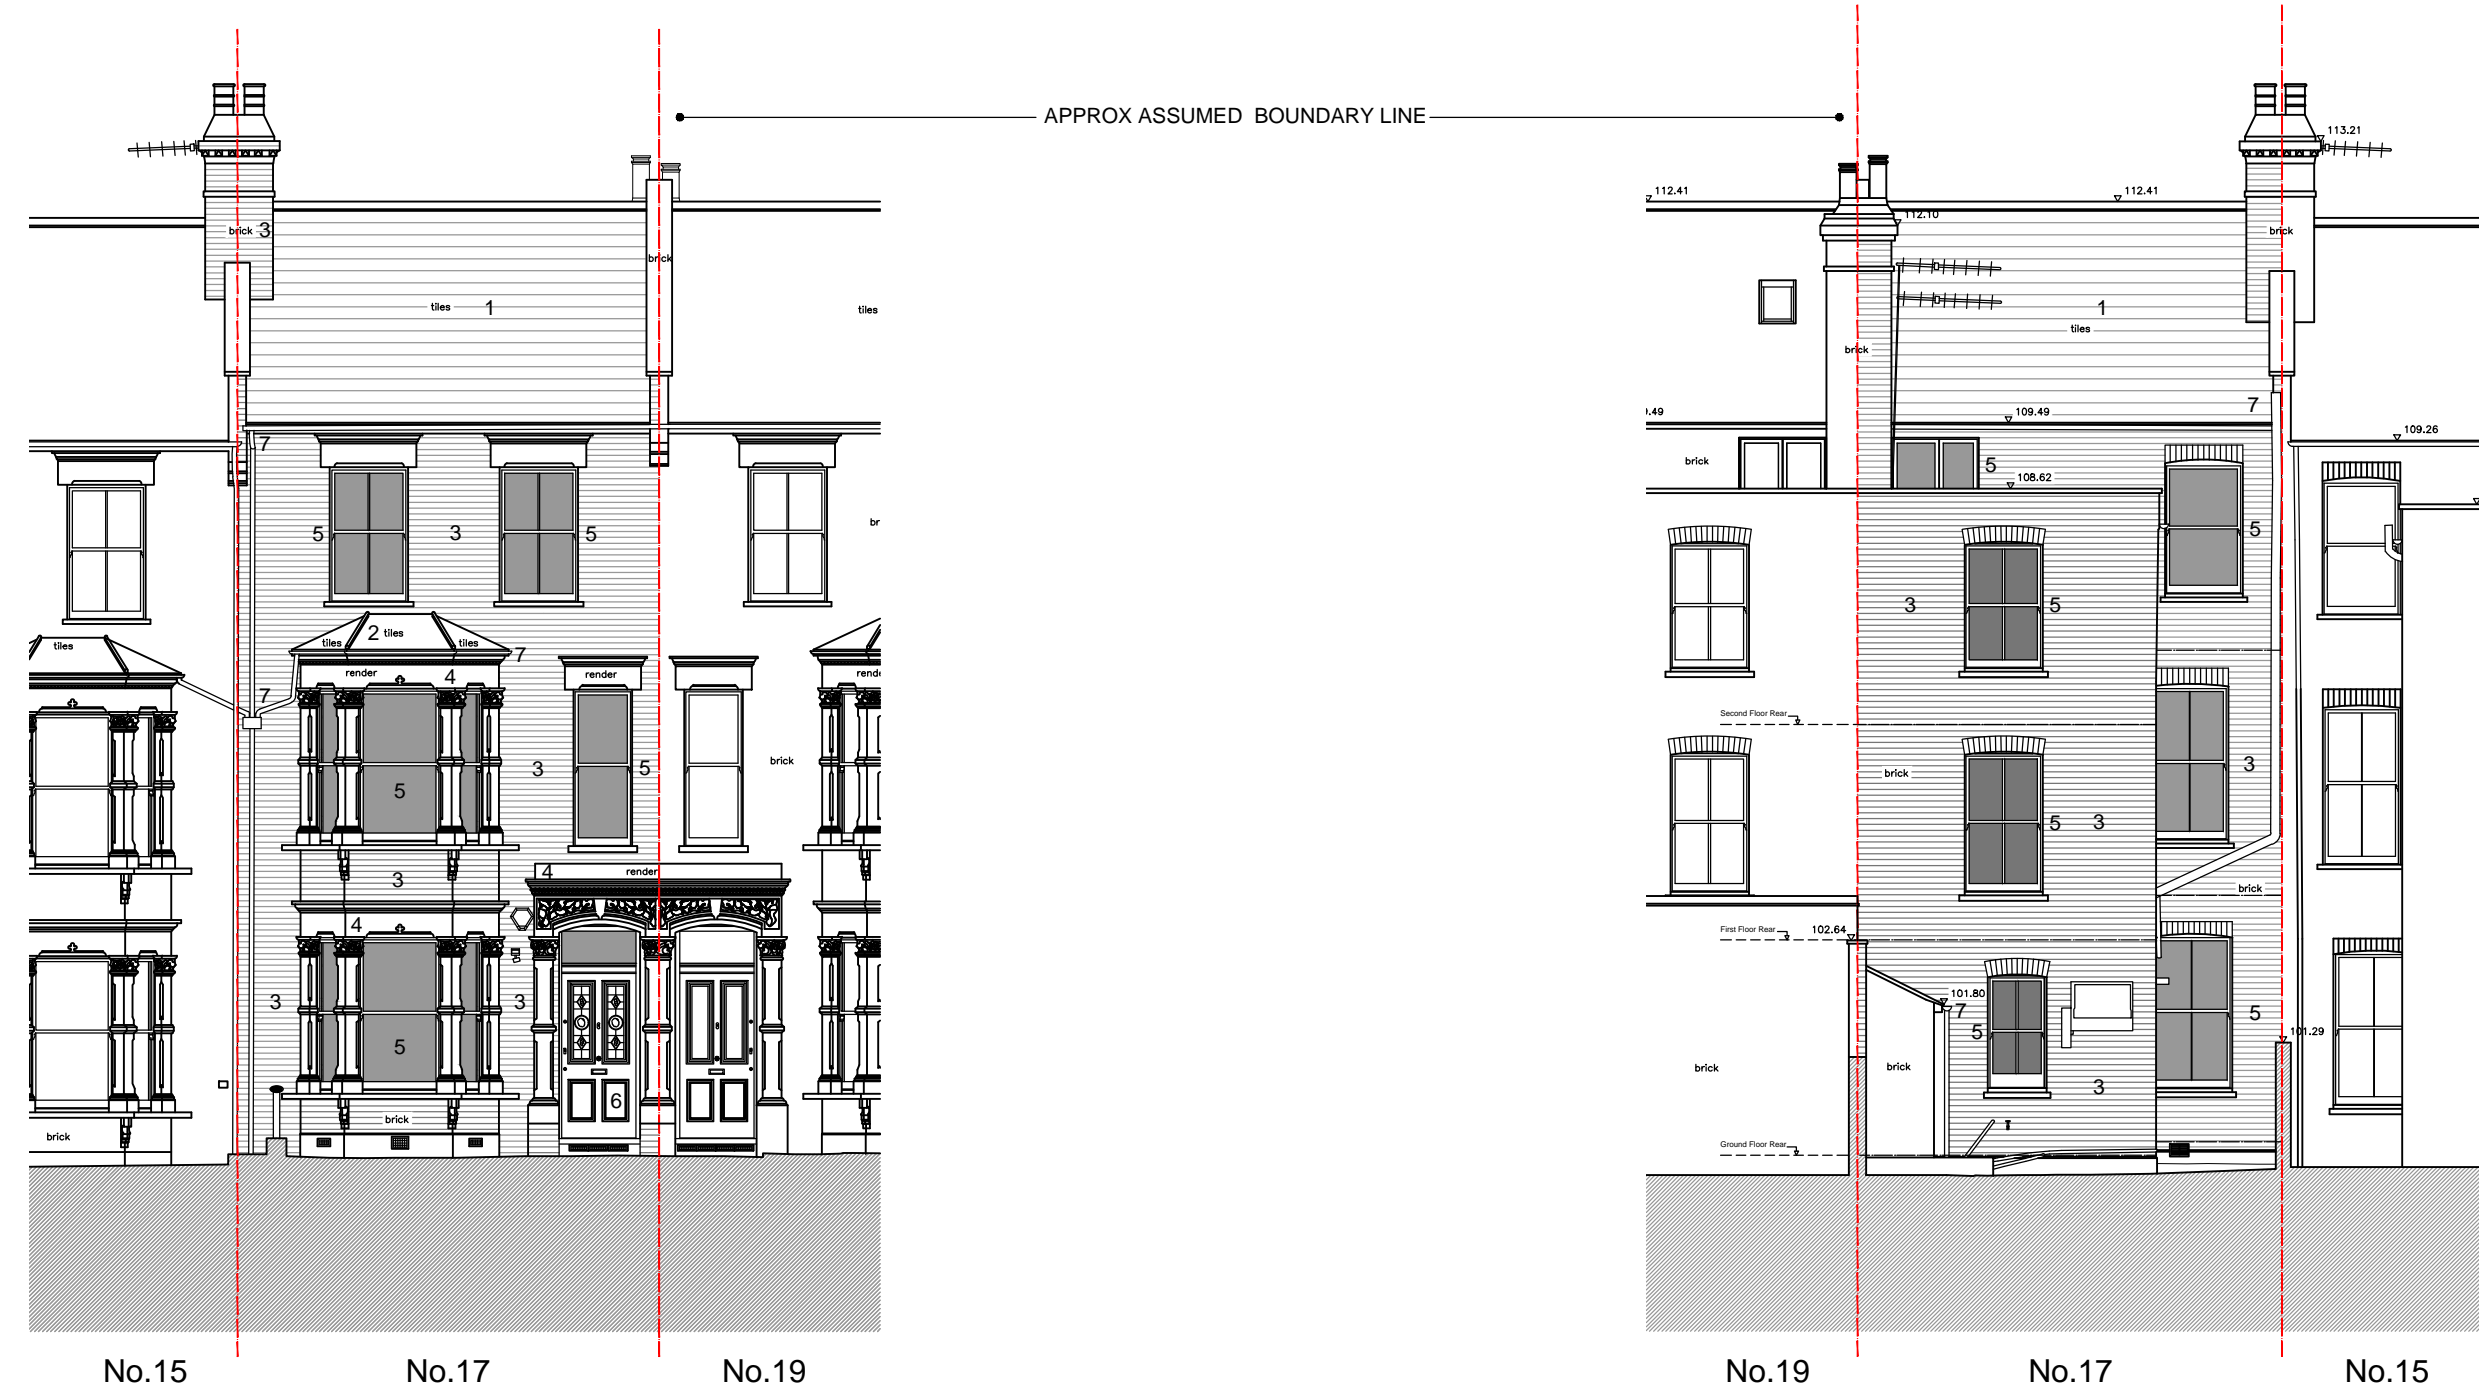 APPROX ASSUMED  BOUNDARY LINE
brick 3
brick
tiles 1
tiles
7
5
3
5
br
2 tiles
tiles
tiles
tiles
7
render
4
render
rende
7
3
5
brick
5
3
4
render
4
3
3
5
6
brick
brick
No.15
No.17
No.19
113.21
112.41
112.41
112.10
brick
1
tiles
brick
7
).49
109.49
109.26
brick
5
108.62
5
3
5
Second Floor Rear
3
brick
5
3
brick
First Floor Rear
102.64
101.80
7
5
5
101.29
brick
brick
3
Ground Floor Rear
No.19
No.17
No.15